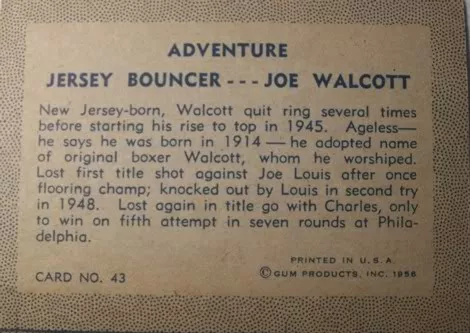 ADVENTURE
JERSEY BOUNCER --- JOE WALCOTT
New Jersey-born, Walcott quit ring several times
before starting his rise to top in 1945. Ageless—
he says he was born in 1914 — he adopted name
of original boxer Walcott, whom he worshiped.
Lost first title shot against Joe Louis after once
flooring champ; knocked out by Louis in second try
in 1948. Lost again in title go with Charles, only
to win on fifth attempt in seven rounds at Phila-
delphia.
PRINTED IN U.S.A.
CARD NO. 43 © GUM PRODUCTS, INC. 1956